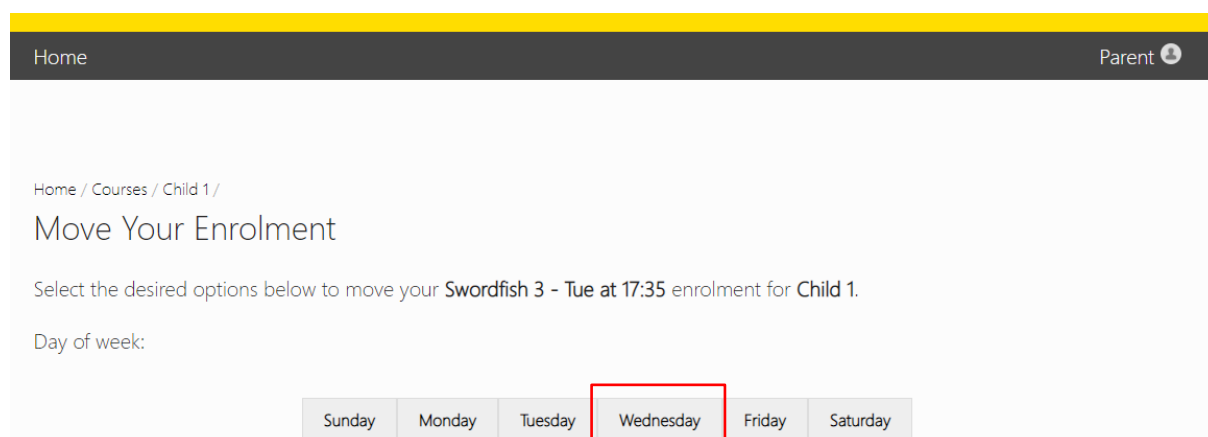 Home Parent
Home / Courses / Child 1 /
Move Your Enrolment
Select the desired options below to move your Swordfish 3 - Tue at 17:35 enrolment for Child 1.
Day of week:
Sunday Monday Tuesday Wednesday Friday Saturday